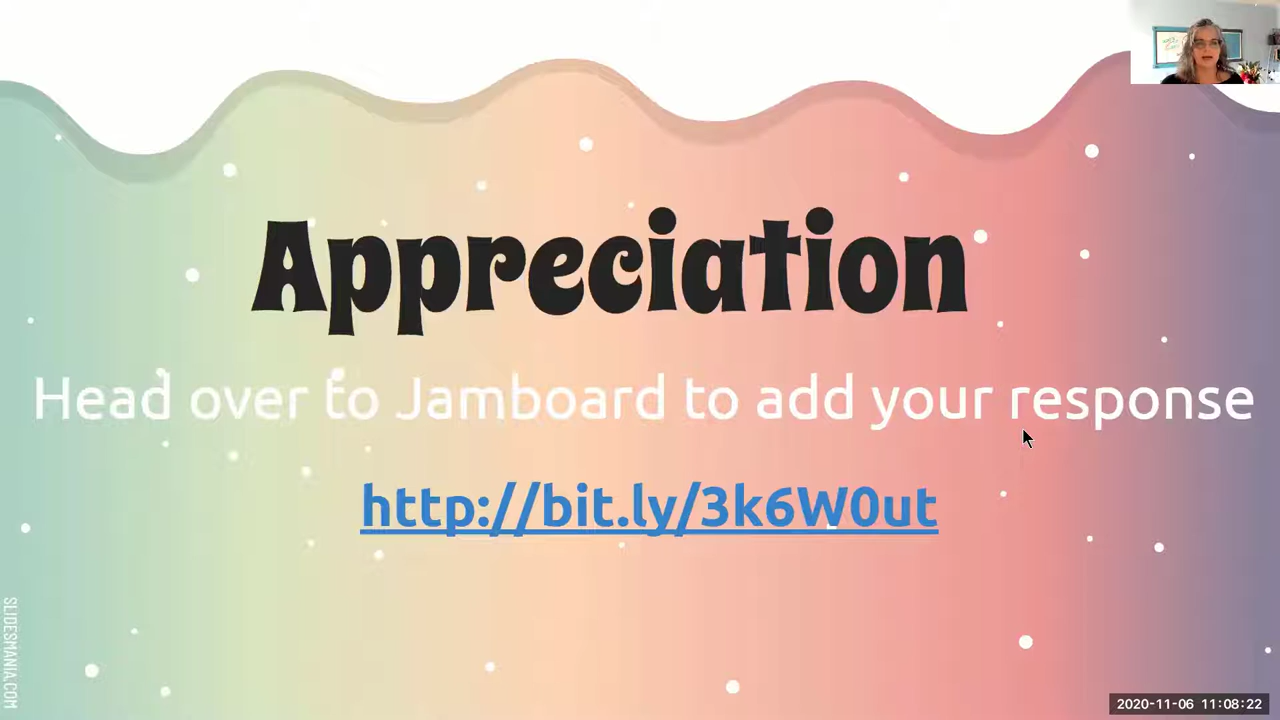 Appreciation
Head over to Jamboard to add your response
http://bit.ly/3k6W0ut
SLIDESMANIA.COM
2020-11-06 11:08:22